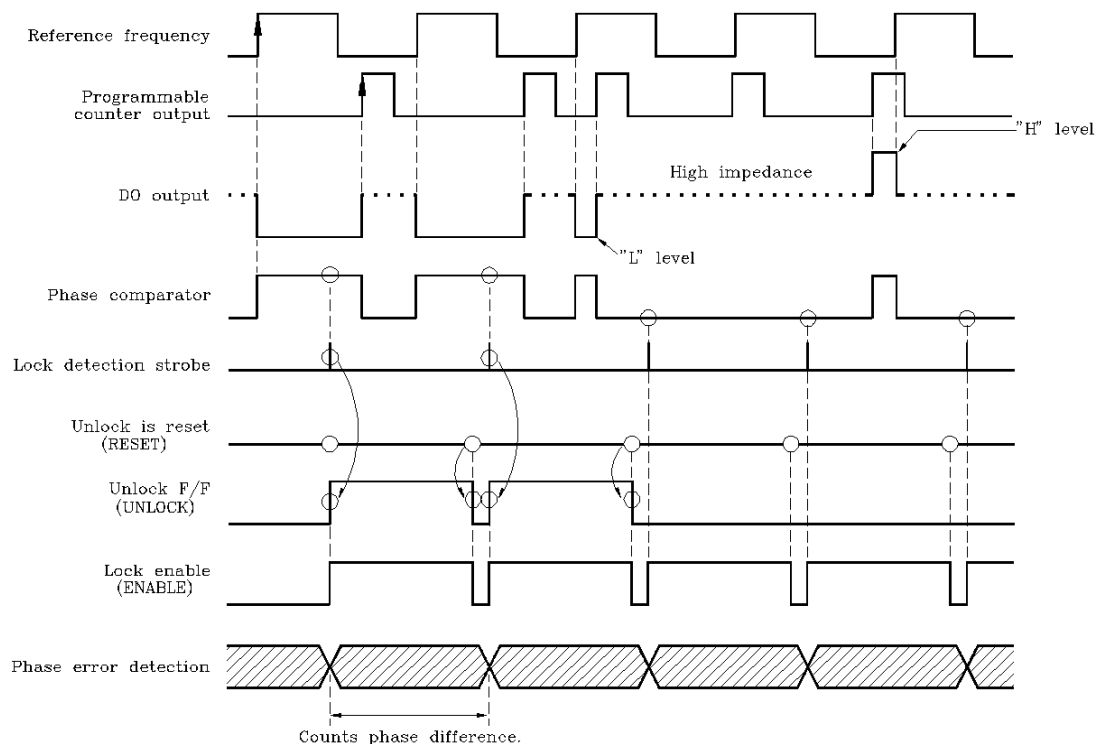 Reference frequency
Programmable
counter output
"H" level
High impedance
DO output
"L" level
Phase comparator
Lock detection strobe
Unlock is reset
(RESET)
Unlock F/F
(UNLOCK)
Lock enable
(ENABLE)
Phase error detection
Counts phase difference.